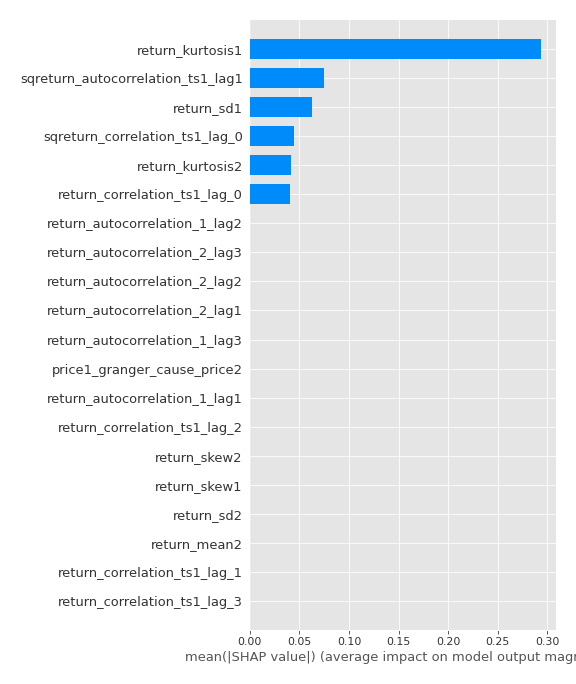 return_kurtosis1
sqreturn_autocorrelation_ts1_lag1
return_sd1
sqreturn_correlation_ts1_lag_0
return_kurtosis2
return_correlation_ts1_lag_0
return_autocorrelation_1_lag2
return_autocorrelation_2_lag3
return_autocorrelation_2_lag2
return_autocorrelation_2_lag1
return_autocorrelation_1_lag3
price1_granger_cause_price2
return_autocorrelation_1_lag1
return_correlation_ts1_lag_2
return_skew2
return_skew1
return_sd2
return_mean2
return_correlation_ts1_lag_1
return_correlation_ts1_lag_3
0.00 0.05 0.10 0.15 0.20 0.25 0.30
mean(|SHAP value|) (average impact on model output magn